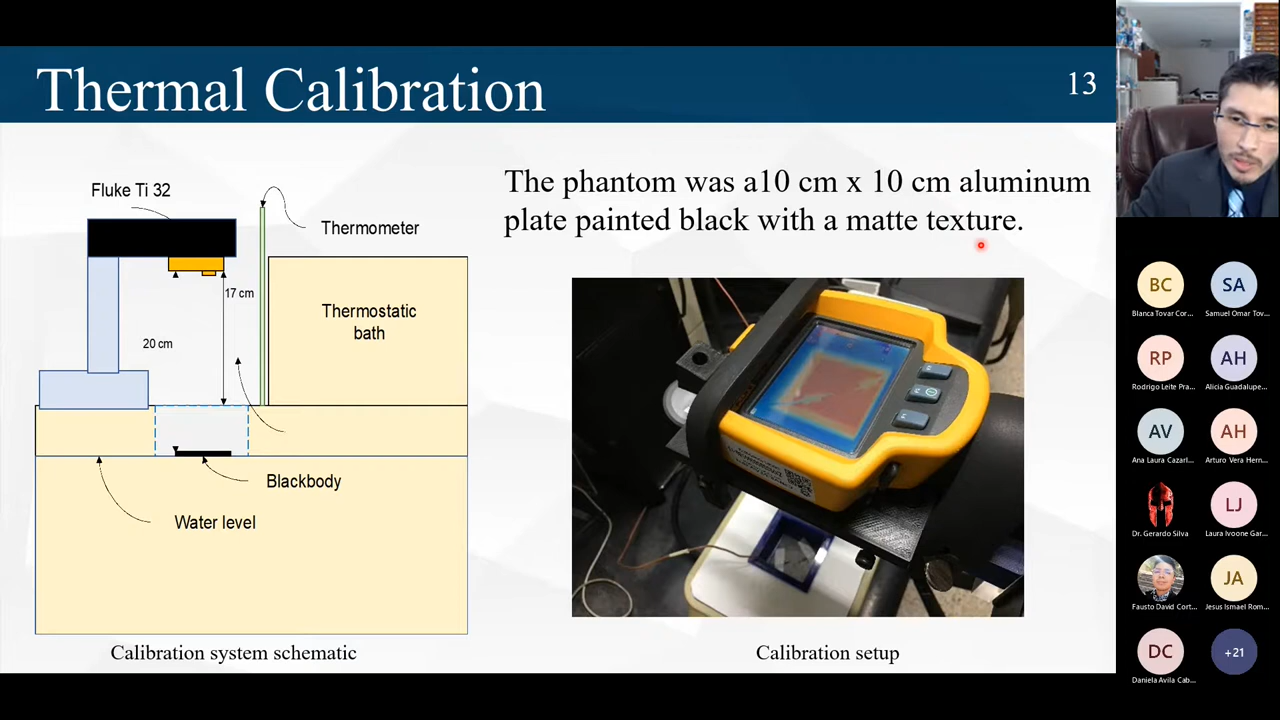 Thermal Calibration
13
Fluke Ti 32
Thermometer
17 cm
Thermostatic
bath
20 cm
Blackbody
Water level
Calibration system schematic
The phantom was a10 cm x 10 cm aluminum
plate painted black with a matte texture.
Calibration setup
BC
Blanca Tovar Cor...
SA
Samuel Omar Tov...
RP
Rodrigo Leite Pra...
AH
Alicia Guadalupe...
AV
Ana Laura Cazarl...
AH
Arturo Vera Hern...
Dr. Gerardo Silva
LJ
Laura Ivoone Gar...
Fausto David Cort...
JA
Jesus Ismael Rom...
DC
Daniela Avila Cab...
+21